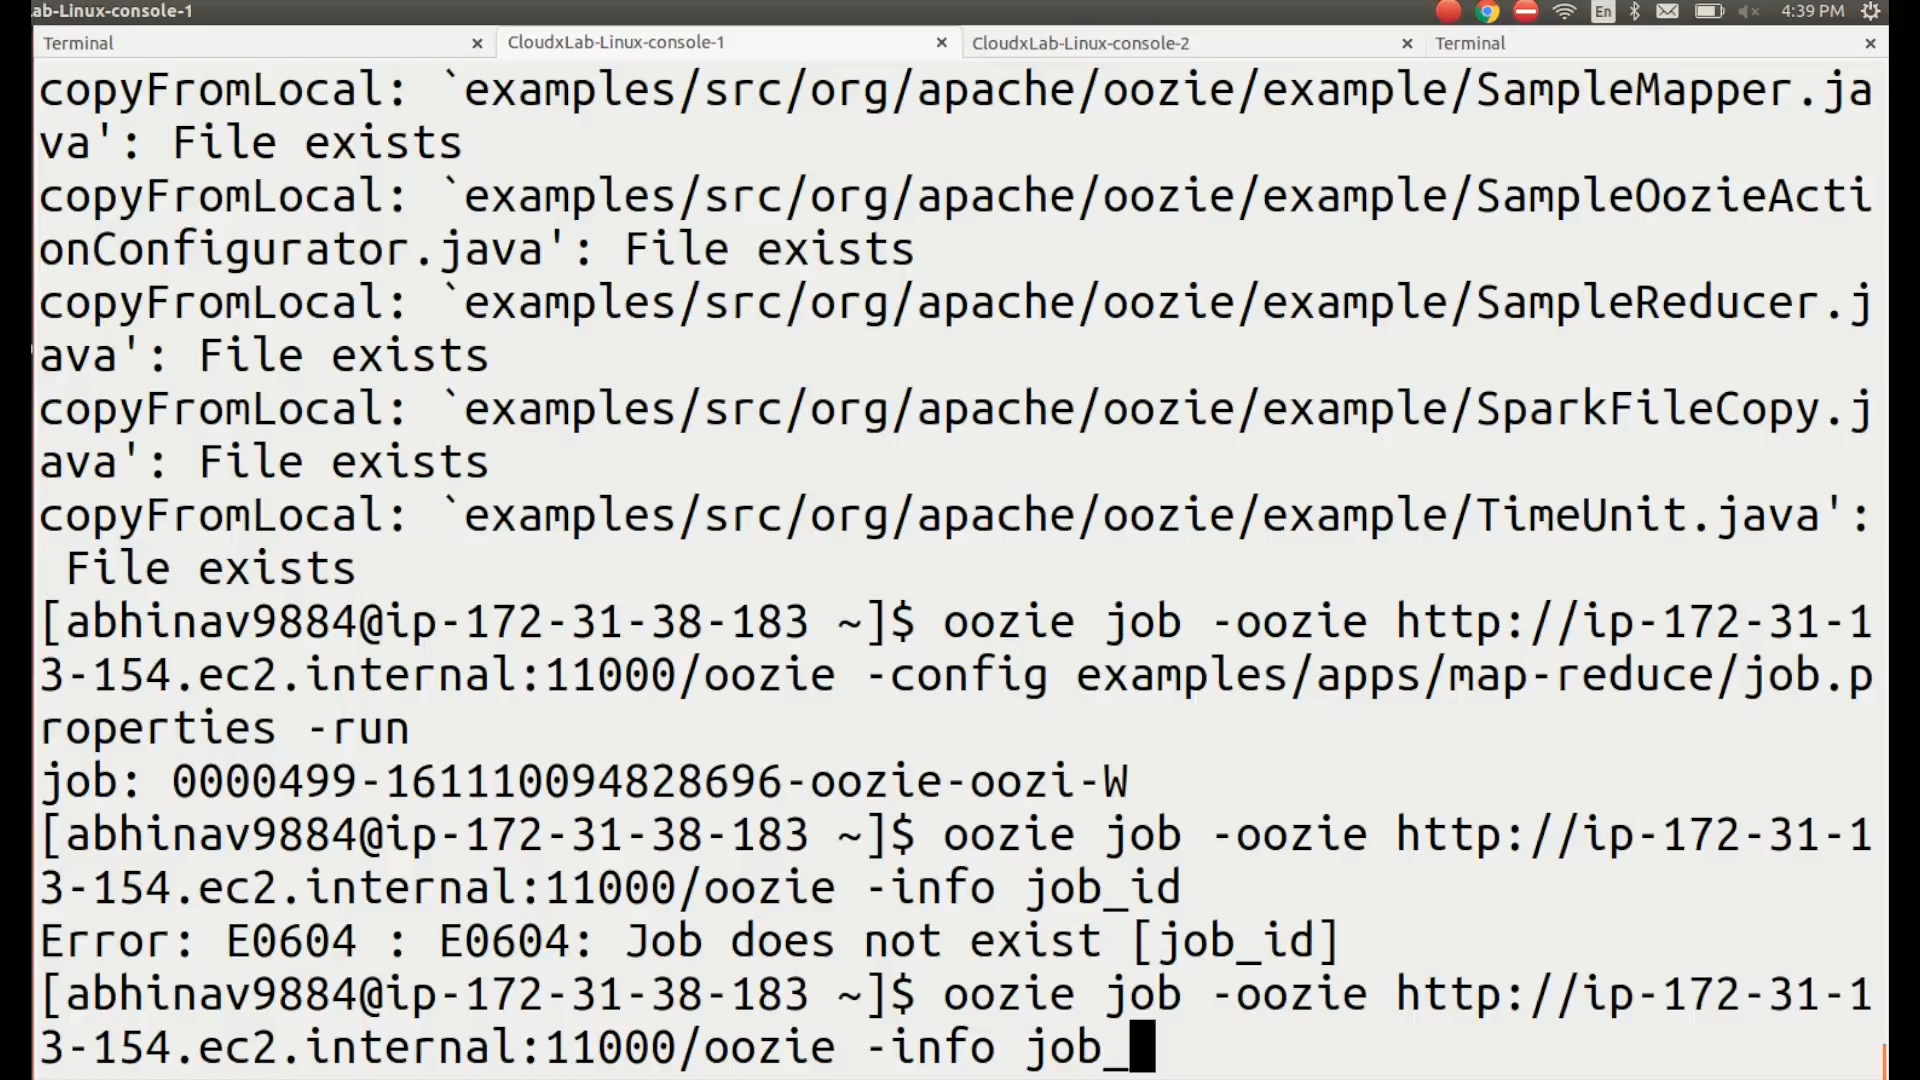 ab-Linux-console-1 En 4:39 PM
Terminal × CloudxLab-Linux-console-1 × CloudxLab-Linux-console-2 × Terminal ×
copyFromLocal: `examples/src/org/apache/oozie/example/SampleMapper.ja
va': File exists
copyFromLocal: `examples/src/org/apache/oozie/example/SampleOozieActi
onConfigurator.java': File exists
copyFromLocal: `examples/src/org/apache/oozie/example/SampleReducer.j
ava': File exists
copyFromLocal: `examples/src/org/apache/oozie/example/SparkFileCopy.j
ava': File exists
copyFromLocal: `examples/src/org/apache/oozie/example/TimeUnit.java':
 File exists
[abhinav9884@ip-172-31-38-183 ~]$ oozie job -oozie http://ip-172-31-1
3-154.ec2.internal:11000/oozie -config examples/apps/map-reduce/job.p
roperties -run
job: 0000499-161110094828696-oozie-oozi-W
[abhinav9884@ip-172-31-38-183 ~]$ oozie job -oozie http://ip-172-31-1
3-154.ec2.internal:11000/oozie -info job_id
Error: E0604 : E0604: Job does not exist [job_id]
[abhinav9884@ip-172-31-38-183 ~]$ oozie job -oozie http://ip-172-31-1
3-154.ec2.internal:11000/oozie -info job_